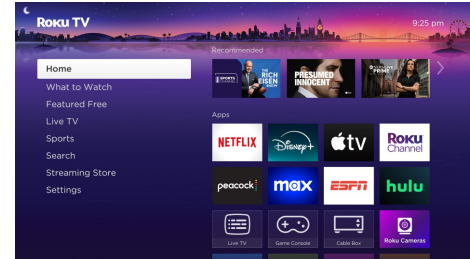 Roku TV
9:25 pm
Home
What to Watch
Featured Free
Live TV
Sports
Search
Streaming Store
Settings
Recommended
SPORTS
THE
RICH
EISEN
SHOW
PRESUMED
INNOCENT
PRIME
Apps
NETFLIX
Disney+
tv
Roku
Channel
peacock
max
ESPN
hulu
Live TV
Game Console
Cable Box
Roku Cameras